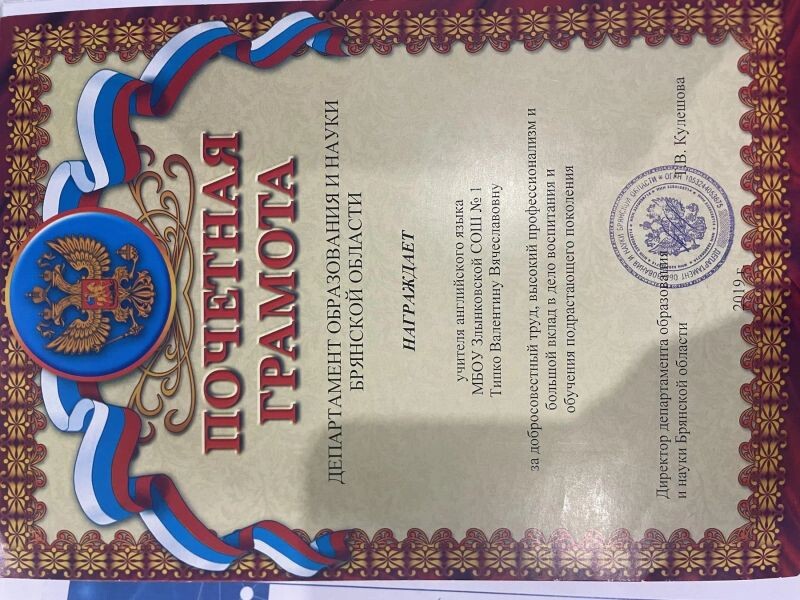 ПОЧЕТНАЯ
ГРАМОТА
ДЕПАРТАМЕНТ ОБРАЗОВАНИЯ И НАУКИ
БРЯНСКОЙ ОБЛАСТИ
НАГРАЖДАЕТ
учителя английского языка
МБОУ Злынковской СОШ № 1
Типко Валентину Вячеславовну
за добросовестный труд, высокий профессионализм и
большой вклад в дело воспитания и
обучения подрастающего поколения
Директор департамента образования
и науки Брянской области
В. Кулешова
2019 г.